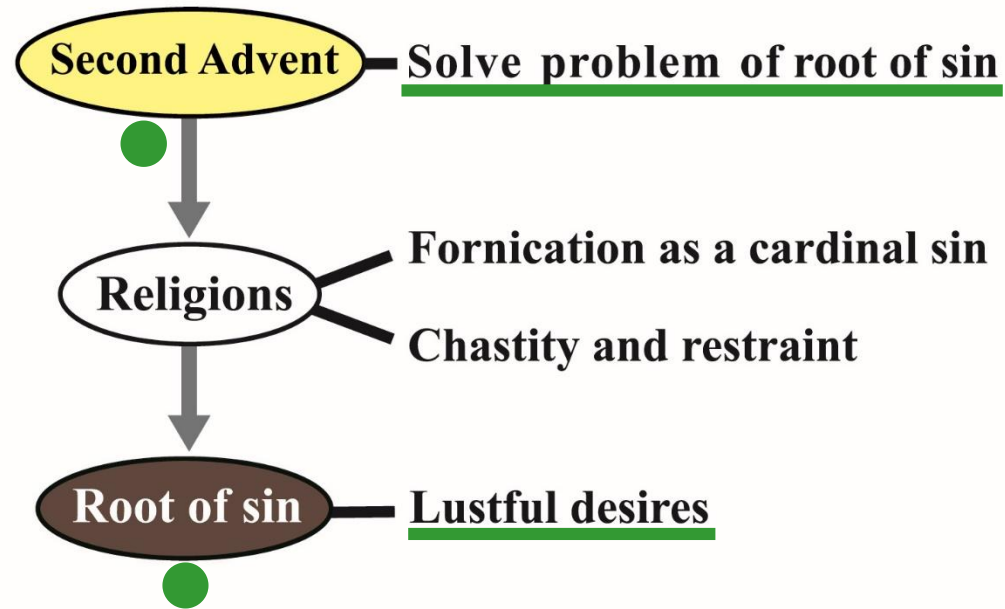 Second Advent
Solve problem of root of sin
Religions
Fornication as a cardinal sin
Chastity and restraint
Root of sin
Lustful desires